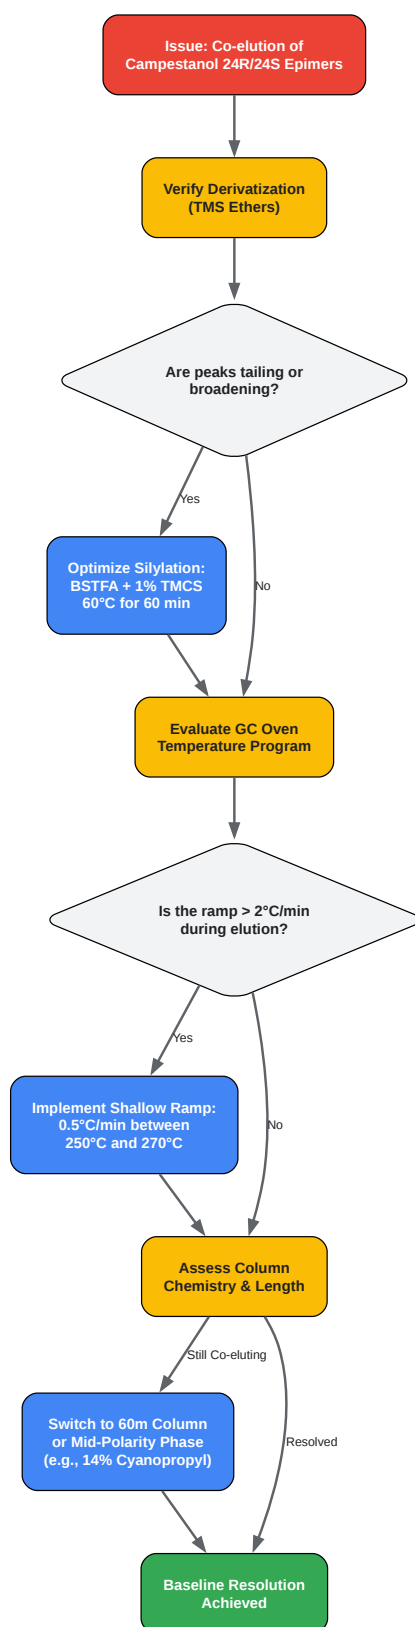 Issue: Co-elution of
Campestanol 24R/24S Epimers
Verify Derivatization
(TMS Ethers)
Are peaks tailing or
broadening?
Yes
Optimize Silylation:
BSTFA + 1% TMCS
60°C for 60 min
No
Evaluate GC Oven
Temperature Program
Is the ramp > 2°C/min
during elution?
Yes
Implement Shallow Ramp:
0.5°C/min between
250°C and 270°C
No
Assess Column
Chemistry & Length
Still Co-eluting
Switch to 60m Column
or Mid-Polarity Phase
(e.g., 14% Cyanopropyl)
Resolved
Baseline Resolution
Achieved